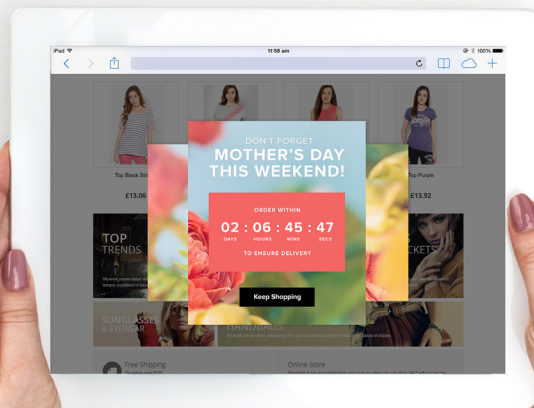 iPad
11:58 am
100%
DON'T FORGET
MOTHER'S DAY
THIS WEEKEND!
ORDER WITHIN
02 : 06 : 45 : 47
DAYS HOURS MINS SECS
TO ENSURE DELIVERY
Keep Shopping
Top Black St
Top Purple
£13.06
£13.92
TOP
TRENDS
CKETS
SUNGLASSES
& EYEWEAR
HANDBAGS
Free Shipping
Online Store